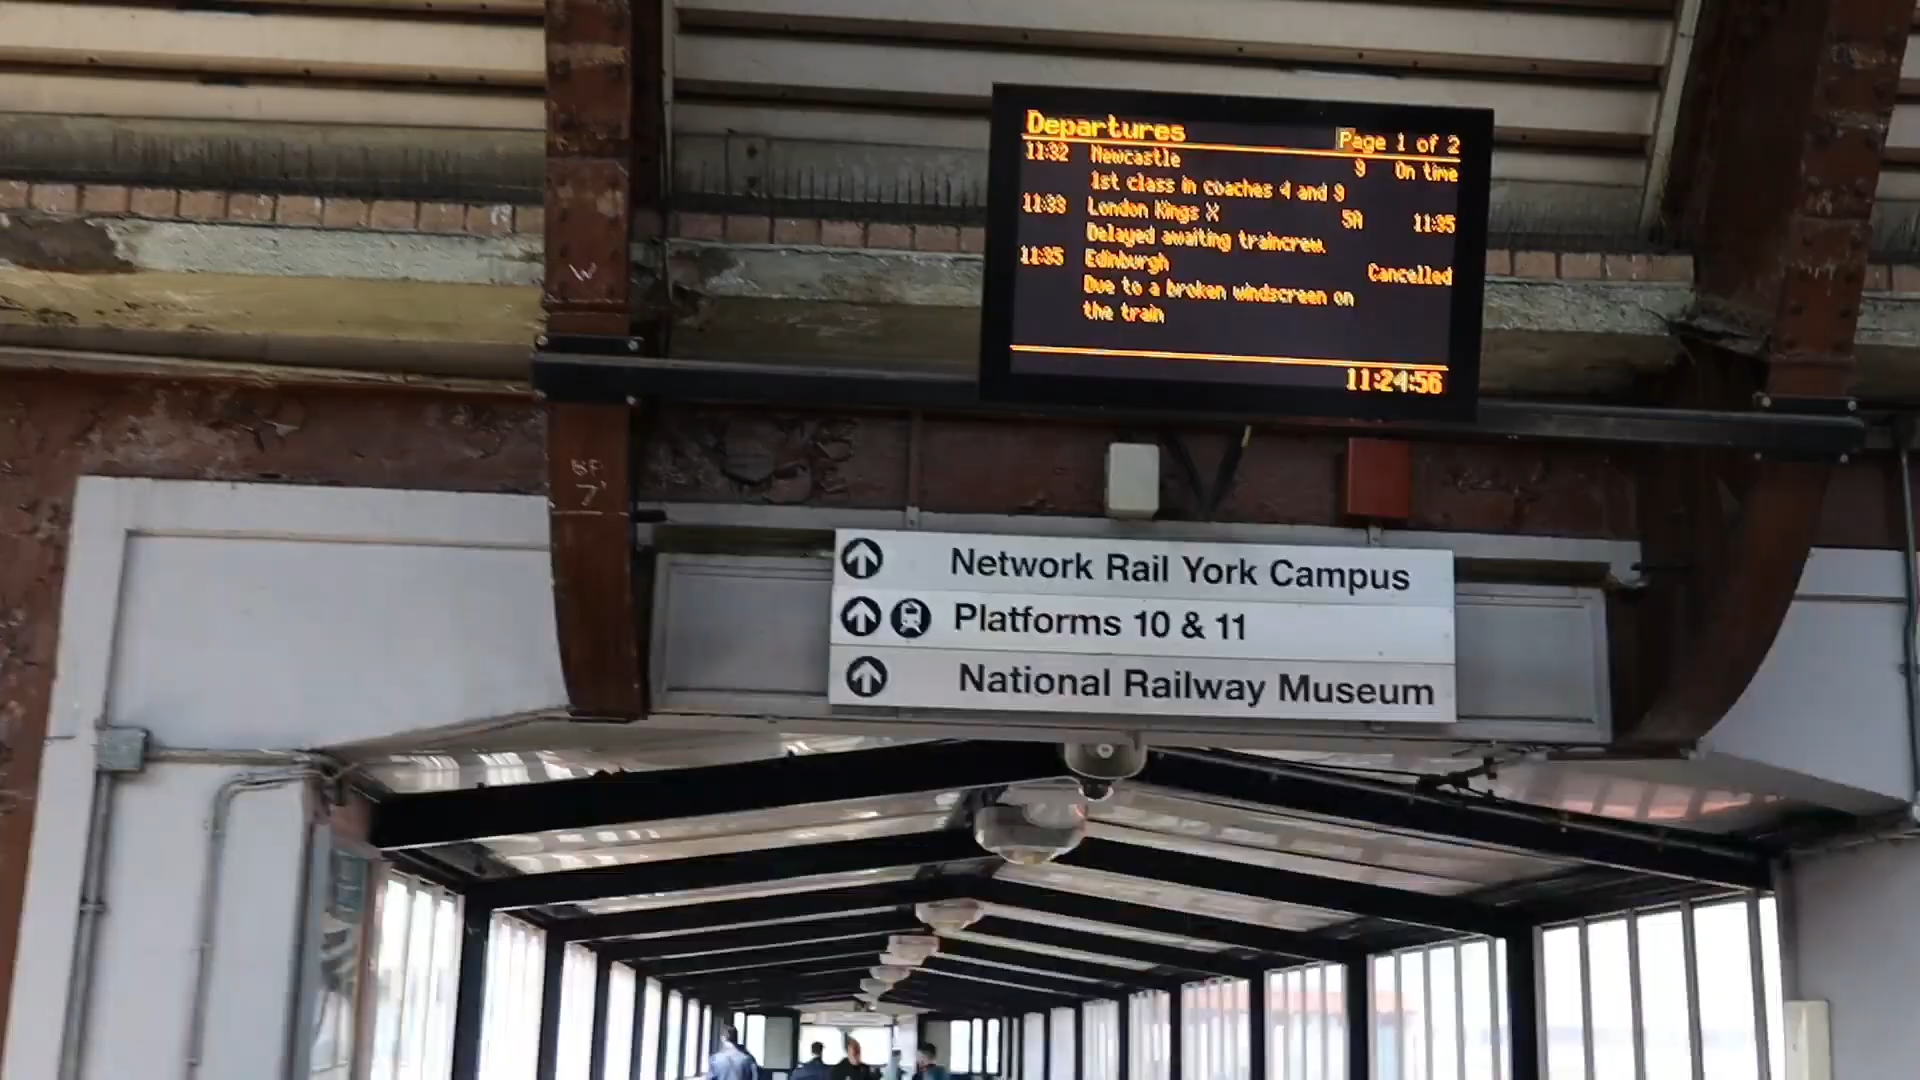 Departures Page 1 of 2
11:32 Newcastle 9 On time
1st class in coaches 4 and 9
11:33 London Kings X 5A 11:35
Delayed awaiting traincrew.
11:35 Edinburgh Cancelled
Due to a broken windscreen on
the train
11:24:56
W
BF
7'
Network Rail York Campus
Platforms 10 & 11
National Railway Museum